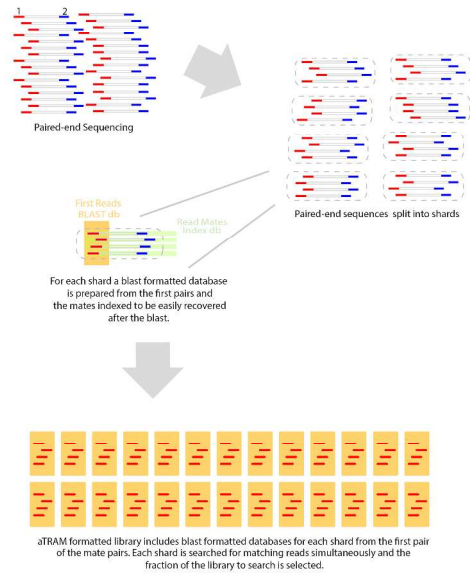 1 2
Paired-end Sequencing
Paired-end sequences split into shards
First Reads
BLAST db
Read Mates
Index db
For each shard a blast formatted database
is prepared from the first pairs and
the mates indexed to be easily recovered
after the blast.
aTRAM formatted library includes blast formatted databases for each shard from the first pair
of the mate pairs. Each shard is searched for matching reads simultaneously and the
fraction of the library to search is selected.